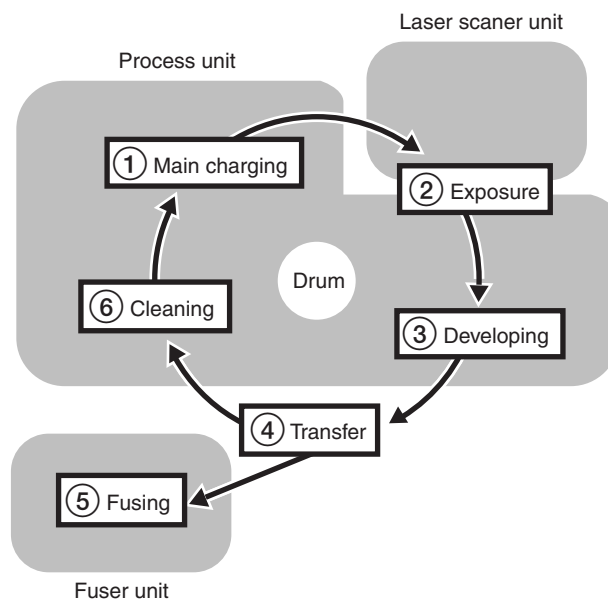 Laser scaner unit
Process unit
1 Main charging
2 Exposure
Drum
6 Cleaning
3 Developing
4 Transfer
5 Fusing
Fuser unit